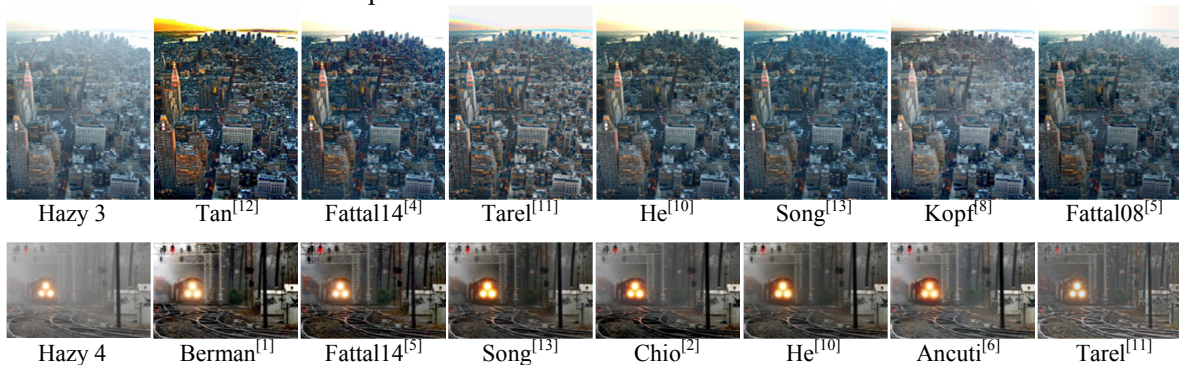 Hazy 3 Tan[12] Fattal14[4] Tarel[11] He[10] Song[13] Kopf[8] Fattal08[5]
Hazy 4 Berman[1] Fattal14[5] Song[13] Chio[2] He[10] Ancuti[6] Tarel[11]